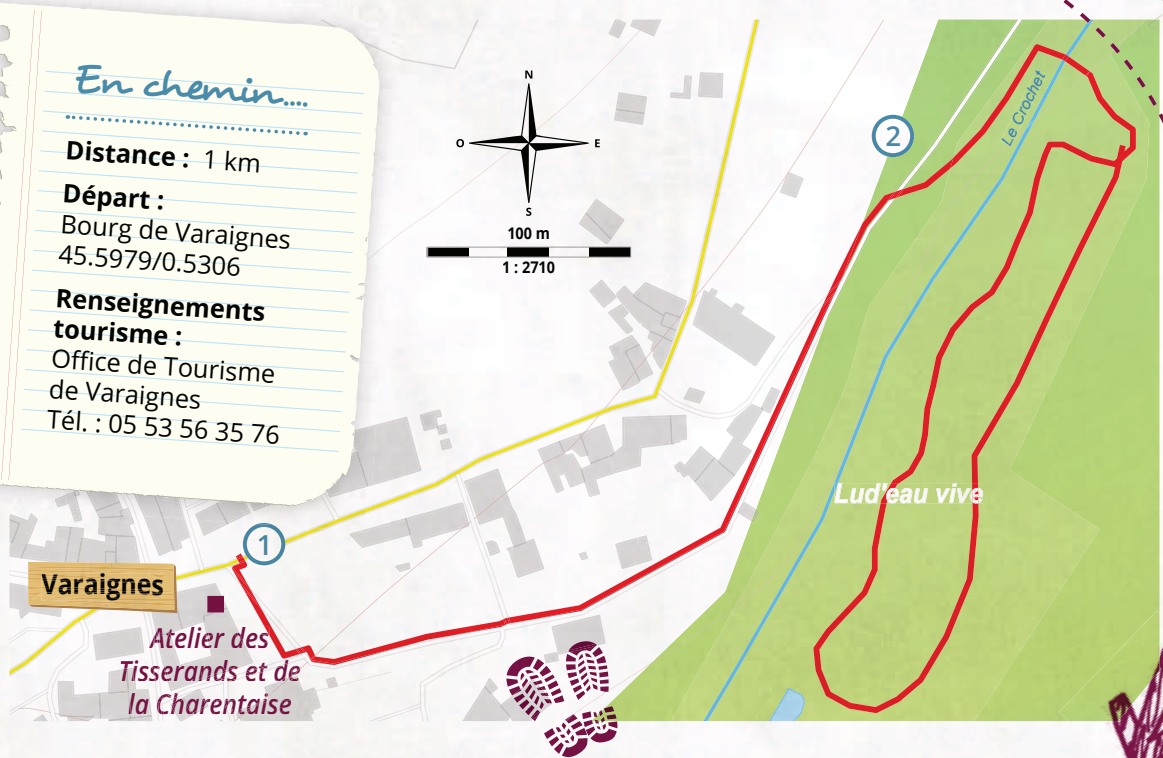 En chemin....
Distance : 1 km
Départ :
Bourg de Varaignes
45.5979/0.5306
Renseignements
tourisme :
Office de Tourisme
de Varaignes
Tél. : 05 53 56 35 76
N
O
E
S
100 m
1 : 2710
2
Le Crochet
Lud'eau vive
1
Varaignes
Atelier des
Tisserands et de
la Charentaise